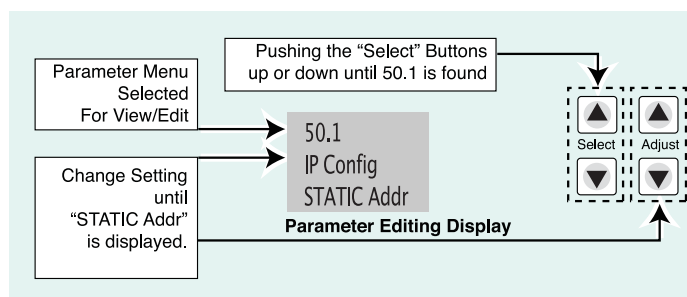 Pushing the “Select” Buttons
up or down until 50.1 is found
Parameter Menu
Selected
For View/Edit
50.1
IP Config
STATIC Addr
Select
Adjust
Change Setting
until
“STATIC Addr”
is displayed.
Parameter Editing Display